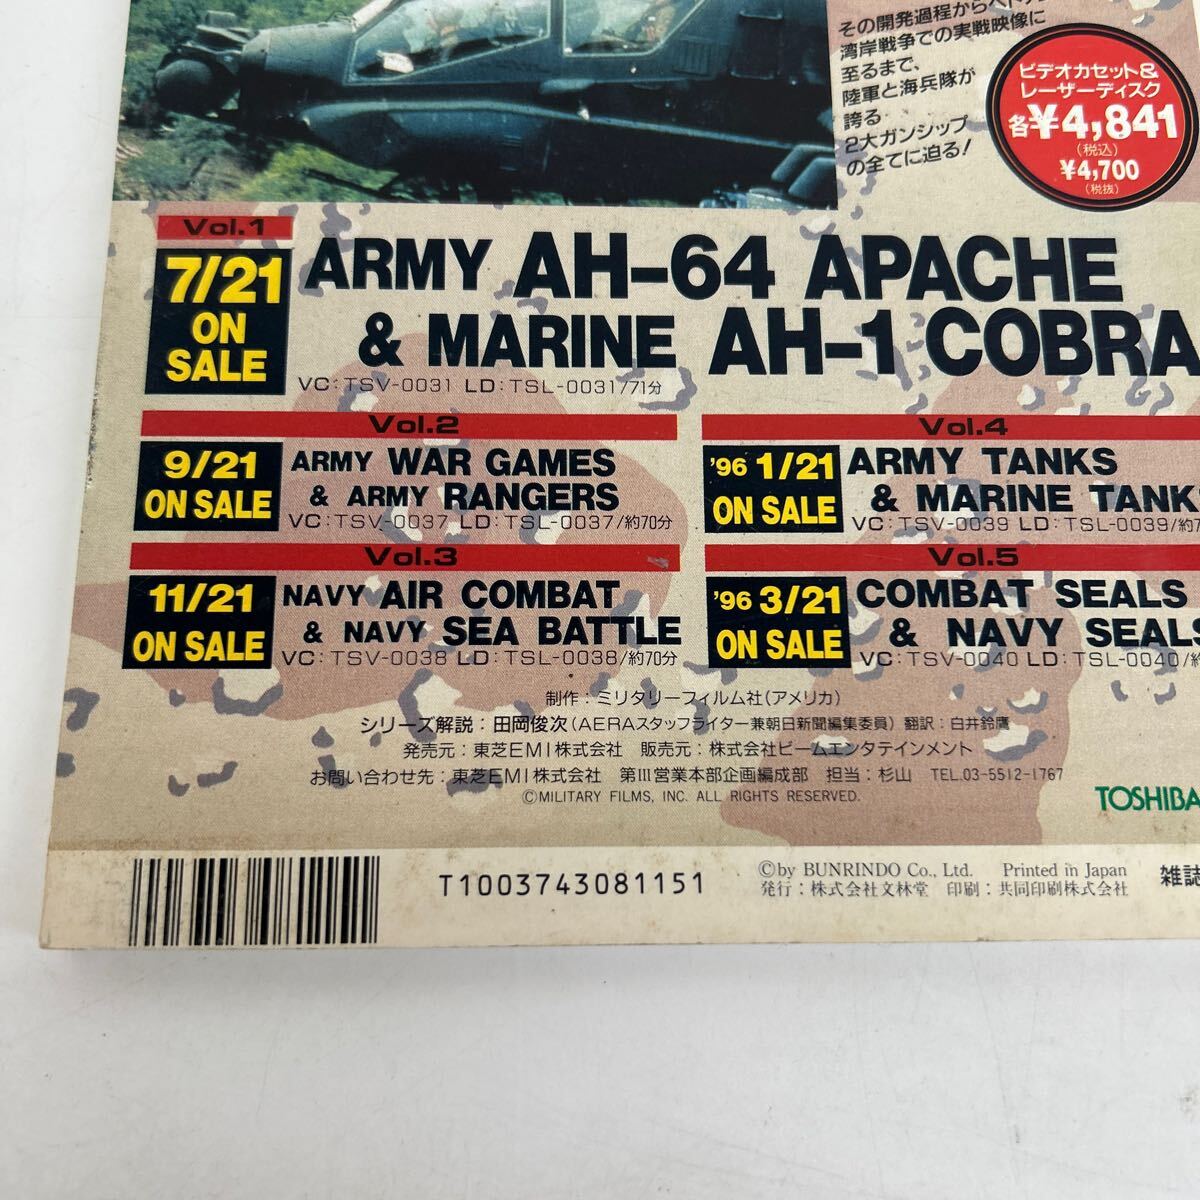 その開発過程から
湾岸戦争での実戦映像に
至るまで、
陸軍と海兵隊が
誇る
2大ガンシップ
の全てに迫る!
ビデオカセット&
レーザーディスク
各¥4,841
(税込)
¥4,700
(税抜)
Vol.1
7/21
ON
SALE
ARMY AH-64 APACHE
& MARINE AH-1 COBRA
VC:TSV-0031 LD:TSL-0031/71分
Vol.2
9/21
ON SALE
ARMY WAR GAMES
& ARMY RANGERS
VC:TSV-0037 LD:TSL-0037/約70分
Vol.3
11/21
ON SALE
NAVY AIR COMBAT
& NAVY SEA BATTLE
VC:TSV-0038 LD:TSL-0038/約70分
Vol.4
'96 1/21
ON SALE
ARMY TANKS
& MARINE TANK
VC:TSV-0039 LD:TSL-0039/約7
Vol.5
'96 3/21
ON SALE
COMBAT SEALS
& NAVY SEALS
VC:TSV-0040 LD:TSL-0040/約
制作:ミリタリーフィルム社(アメリカ)
シリーズ解説:田岡俊次(AERAスタッフライター兼朝日新聞編集委員) 翻訳:白井鈴鷹
発売元:東芝EMI株式会社 販売元:株式会社ビームエンタテインメント
お問い合わせ先:東芝EMI株式会社 第III営業本部企画編成部 担当:杉山 TEL.03-5512-1767
©MILITARY FILMS, INC. ALL RIGHTS RESERVED.
TOSHIBA
T1003743081151
©by BUNRINDO Co., Ltd. Printed in Japan
発行:株式会社文林堂 印刷:共同印刷株式会社
雑誌